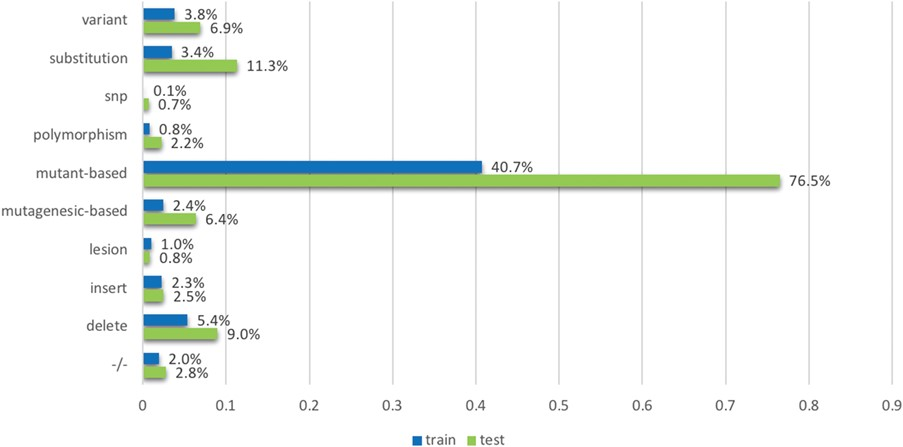 variant
3.8%
6.9%
substitution
3.4%
11.3%
snp
0.1%
0.7%
polymorphism
0.8%
2.2%
mutant-based
40.7%
76.5%
mutagenesic-based
2.4%
6.4%
lesion
1.0%
0.8%
insert
2.3%
2.5%
delete
5.4%
9.0%
-/-
2.0%
2.8%
0 0.1 0.2 0.3 0.4 0.5 0.6 0.7 0.8 0.9
train test